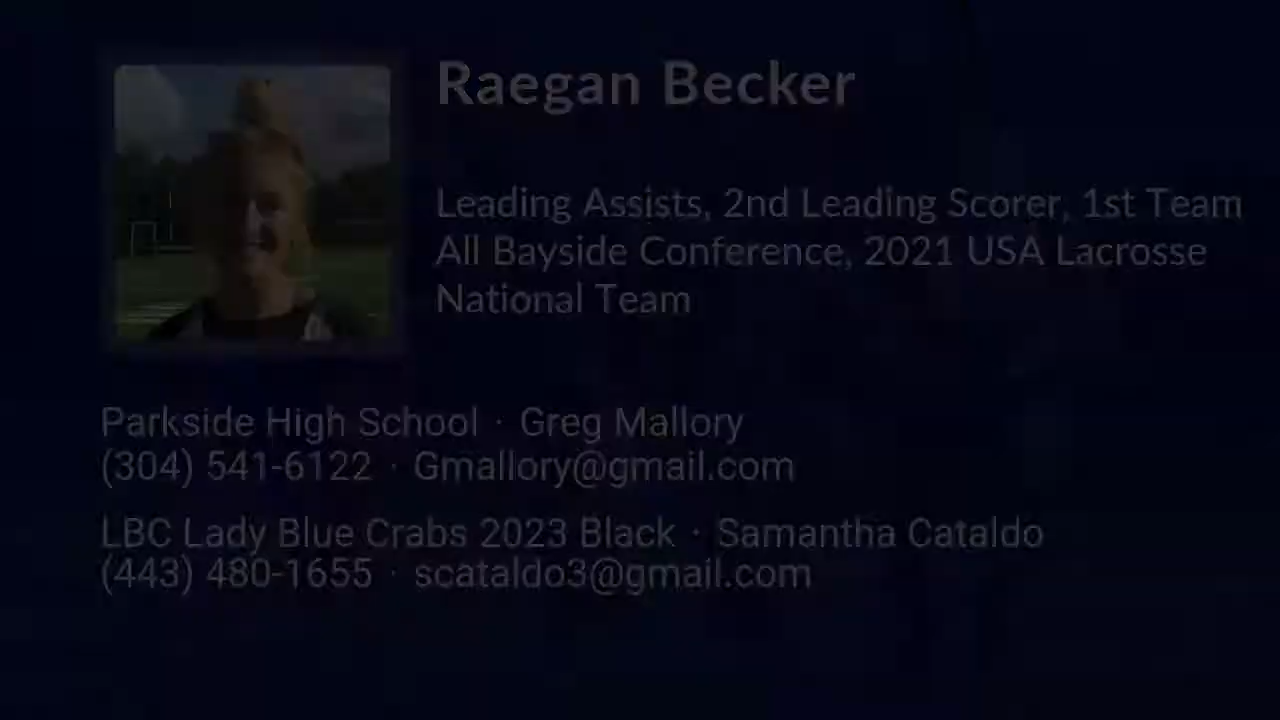 Raegan Becker
Leading Assists, 2nd Leading Scorer, 1st Team
All Bayside Conference, 2021 USA Lacrosse
National Team
Parkside High School · Greg Mallory
(304) 541-6122 · Gmallory@gmail.com
LBC Lady Blue Crabs 2023 Black · Samantha Cataldo
(443) 480-1655 · scataldo3@gmail.com